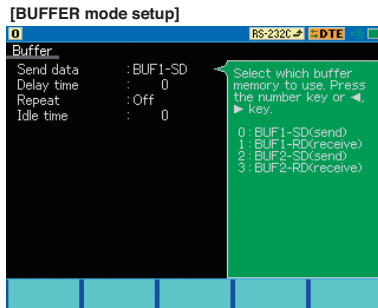 [BUFFER mode setup]
0 RS-232C DTE
Buffer
Send data : BUF1-SD
Delay time : 0
Repeat : Off
Idle time : 0
Select which buffer
memory to use. Press
the number key or ◄,
► key.
0:BUF1-SD(send)
1:BUF1-RD(receive)
2:BUF2-SD(send)
3:BUF2-RD(receive)